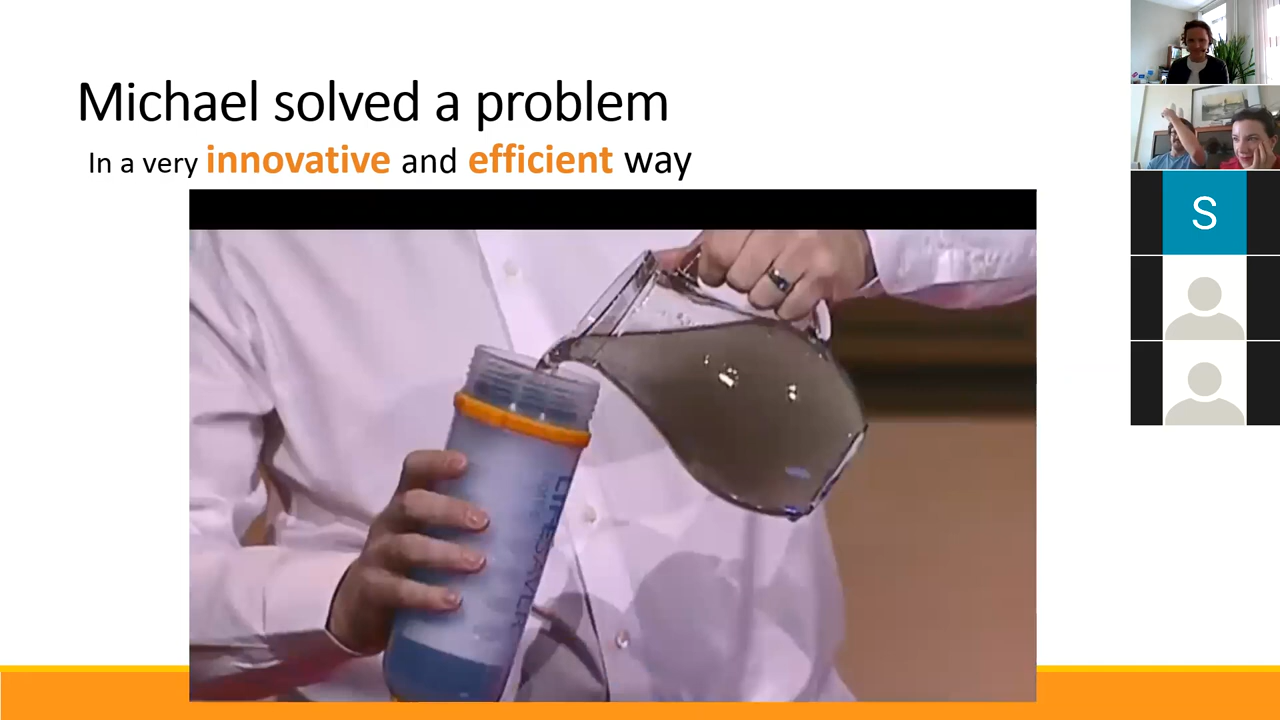 Michael solved a problem
In a very innovative and efficient way
LIFESAVER
S